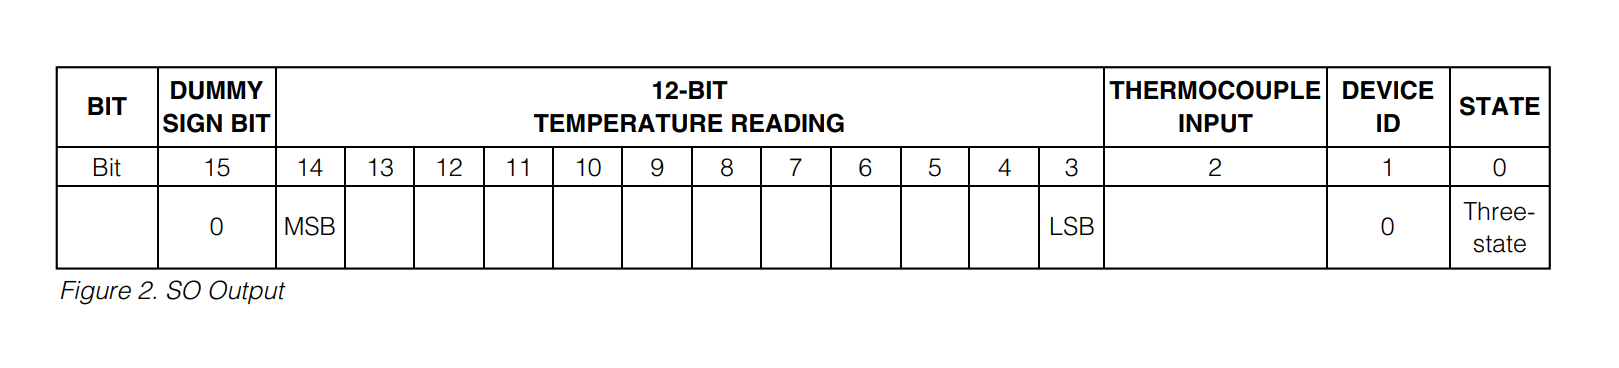 BIT DUMMY SIGN BIT 12-BIT TEMPERATURE READING THERMOCOUPLE INPUT DEVICE ID STATE
Bit 15 14 13 12 11 10 9 8 7 6 5 4 3 2 1 0
0 MSB LSB 0 Three-state
Figure 2. SO Output